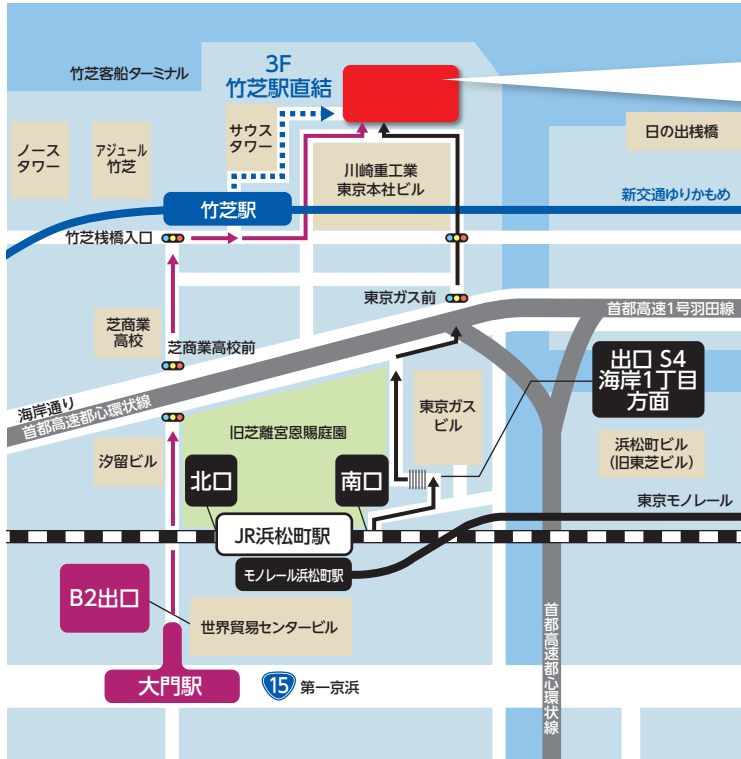 竹芝客船ターミナル
3F
竹芝駅直結
ノース
タワー
アジュール
竹芝
サウス
タワー
川崎重工業
東京本社ビル
日の出桟橋
竹芝駅
新交通ゆりかもめ
竹芝桟橋入口
東京ガス前
首都高速1号羽田線
芝商業
高校
芝商業高校前
海岸通り
首都高速都心環状線
旧芝離宮恩賜庭園
東京ガス
ビル
出口 S4
海岸1丁目
方面
浜松町ビル
(旧東芝ビル)
汐留ビル
北口
南口
東京モノレール
JR浜松町駅
モノレール浜松町駅
B2出口
世界貿易センタービル
首都高速都心環状線
大門駅
15
第一京浜